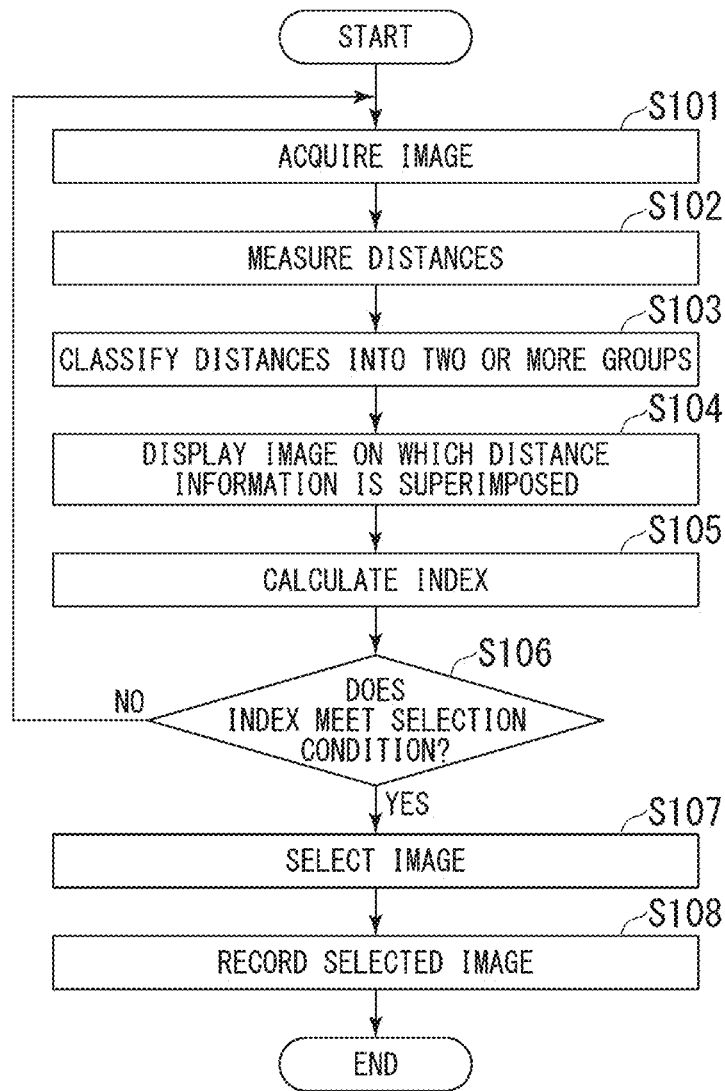 START
S101
ACQUIRE IMAGE
S102
MEASURE DISTANCES
S103
CLASSIFY DISTANCES INTO TWO OR MORE GROUPS
S104
DISPLAY IMAGE ON WHICH DISTANCE
INFORMATION IS SUPERIMPOSED
S105
CALCULATE INDEX
S106
DOES
INDEX MEET SELECTION
CONDITION?
NO
YES
S107
SELECT IMAGE
S108
RECORD SELECTED IMAGE
END